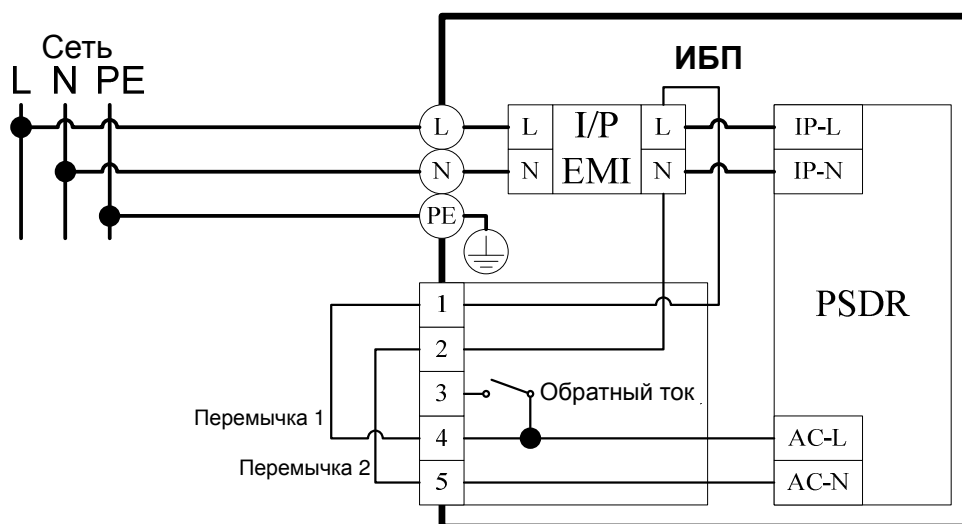 Сеть
L N PE
ИБП
L L I/P L IP-L
N N EMI N IP-N
PE
PSDR
1
2
3 Обратный ток
Перемычка 1
4 AC-L
Перемычка 2
5 AC-N